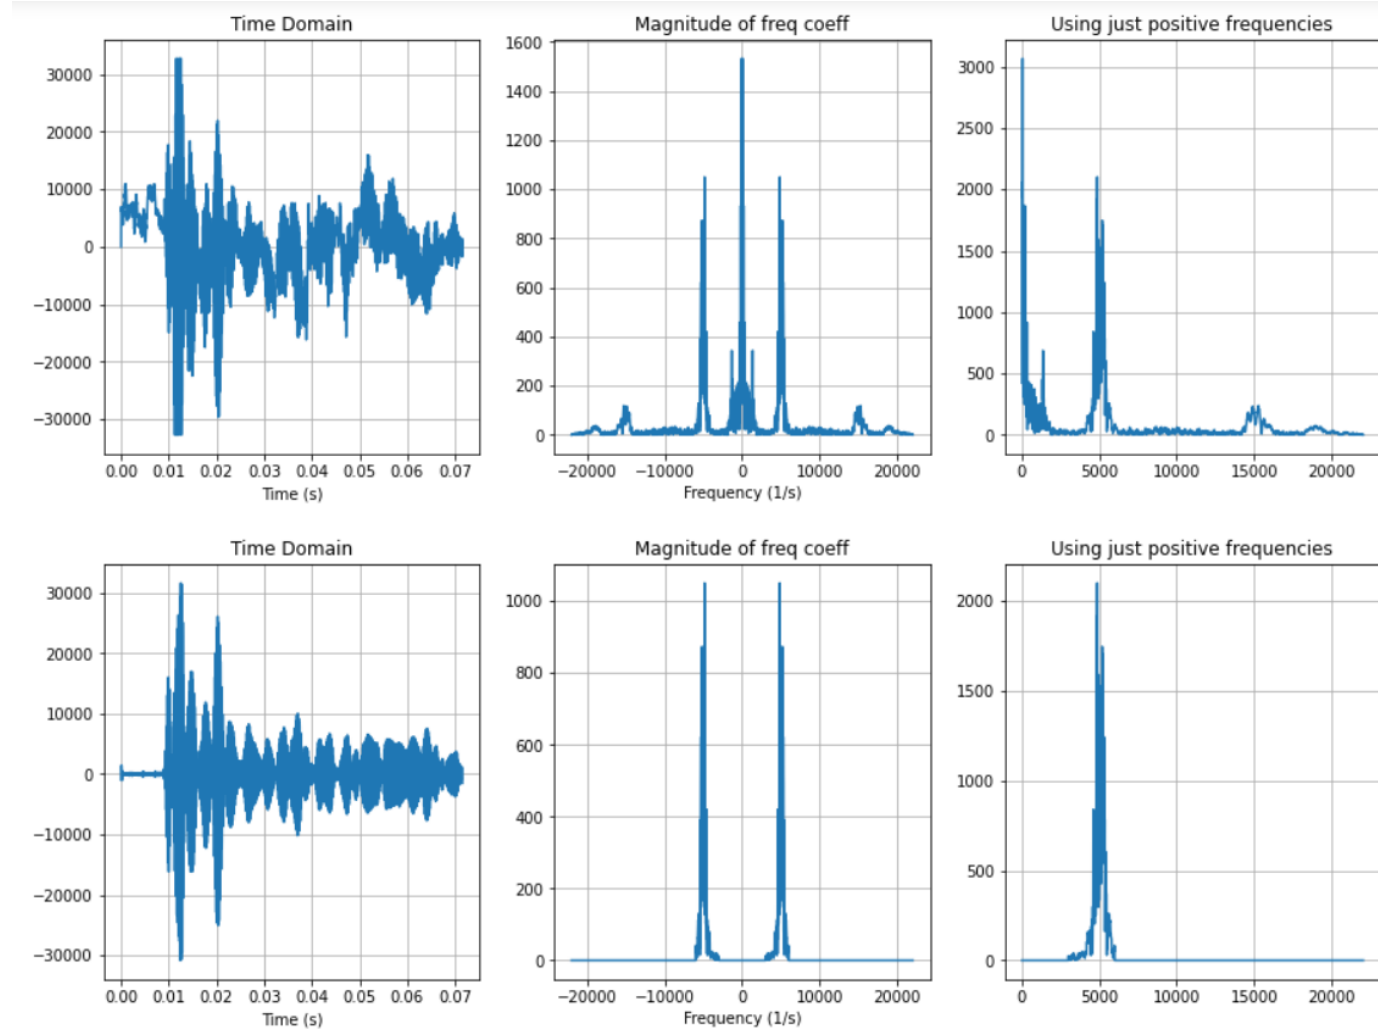 Time Domain
30000
20000
10000
0
−10000
−20000
−30000
0.00 0.01 0.02 0.03 0.04 0.05 0.06 0.07
Time (s)
Magnitude of freq coeff
1600
1400
1200
1000
800
600
400
200
0
−20000 −10000 0 10000 20000
Frequency (1/s)
Using just positive frequencies
3000
2500
2000
1500
1000
500
0
0 5000 10000 15000 20000
Time Domain
30000
20000
10000
0
−10000
−20000
−30000
0.00 0.01 0.02 0.03 0.04 0.05 0.06 0.07
Time (s)
Magnitude of freq coeff
1000
800
600
400
200
0
−20000 −10000 0 10000 20000
Frequency (1/s)
Using just positive frequencies
2000
1500
1000
500
0
0 5000 10000 15000 20000